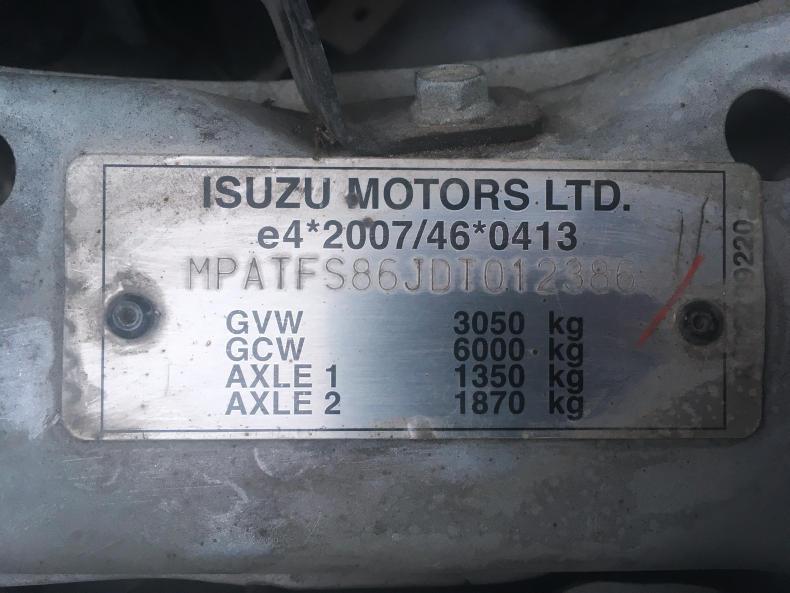 ISUZU MOTORS LTD.
e4*2007/46*0413
MPATFS86JDT012386
GVW 3050 kg
GCW 6000 kg
AXLE 1 1350 kg
AXLE 2 1870 kg